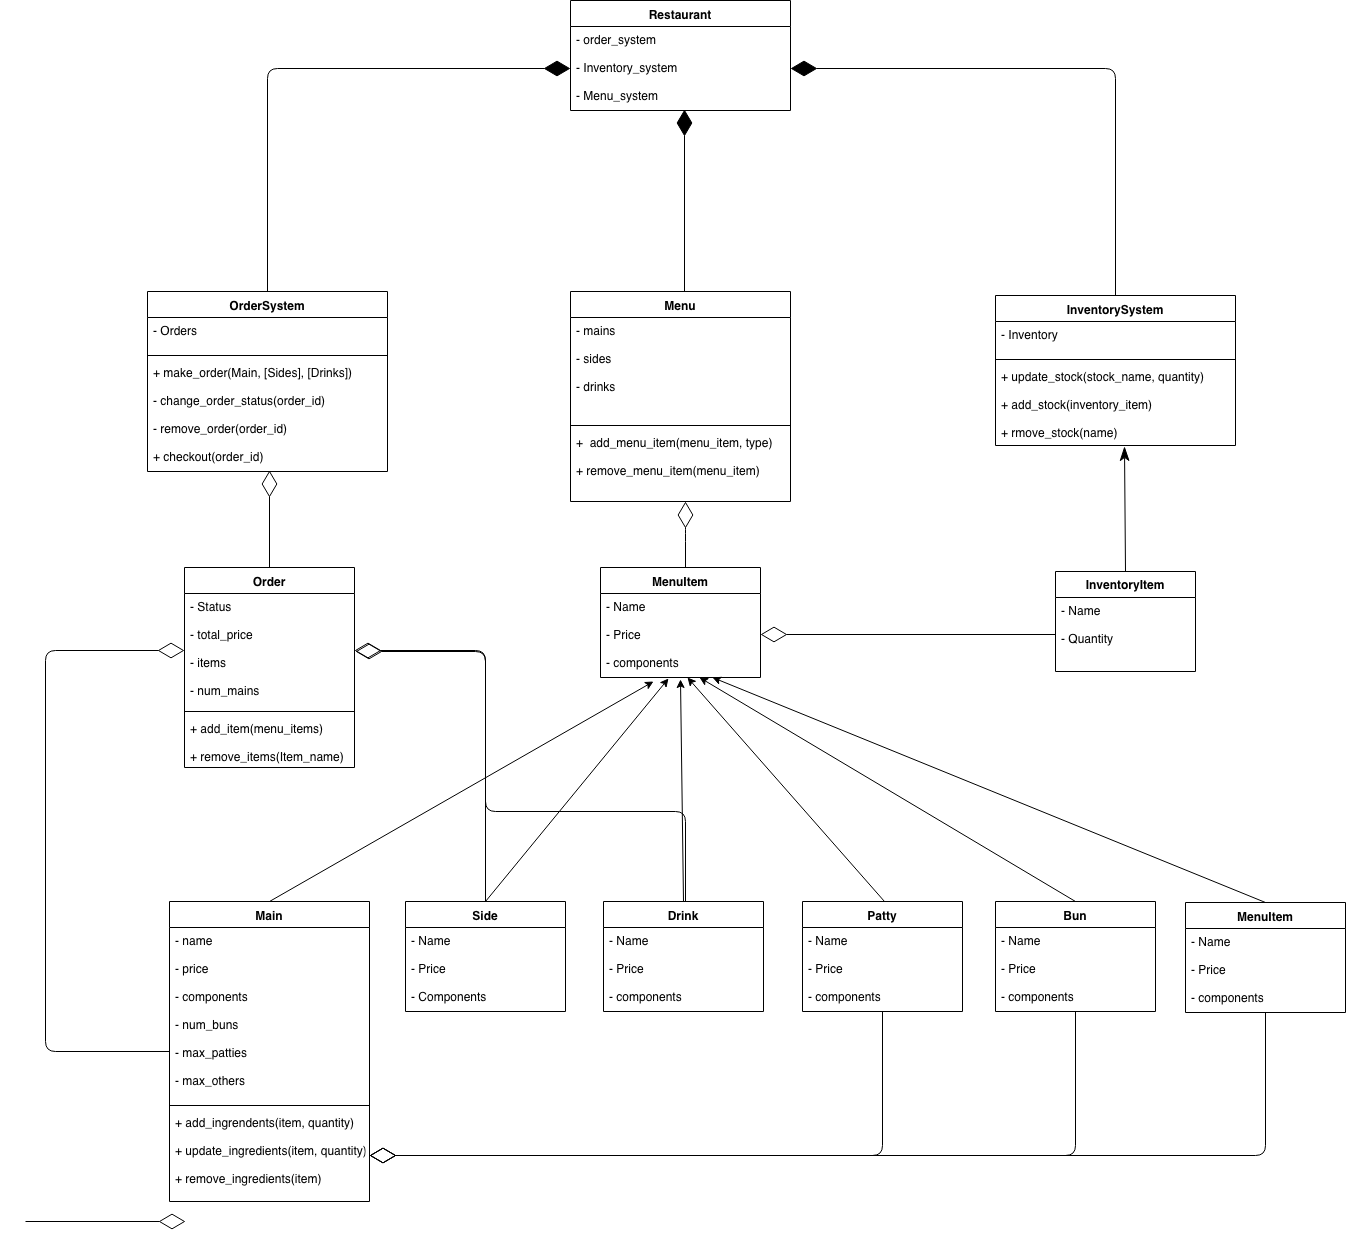 Restaurant
- order_system
- Inventory_system
- Menu_system
OrderSystem
- Orders
+ make_order(Main, [Sides], [Drinks])
- change_order_status(order_id)
- remove_order(order_id)
+ checkout(order_id)
Menu
- mains
- sides
- drinks
+  add_menu_item(menu_item, type)
+ remove_menu_item(menu_item)
InventorySystem
- Inventory
+ update_stock(stock_name, quantity)
+ add_stock(inventory_item)
+ rmove_stock(name)
Order
- Status
- total_price
- items
- num_mains
+ add_item(menu_items)
+ remove_items(Item_name)
MenuItem
- Name
- Price
- components
InventoryItem
- Name
- Quantity
Main
- name
- price
- components
- num_buns
- max_patties
- max_others
+ add_ingrendents(item, quantity)
+ update_ingredients(item, quantity)
+ remove_ingredients(item)
Side
- Name
- Price
- Components
Drink
- Name
- Price
- components
Patty
- Name
- Price
- components
Bun
- Name
- Price
- components
MenuItem
- Name
- Price
- components